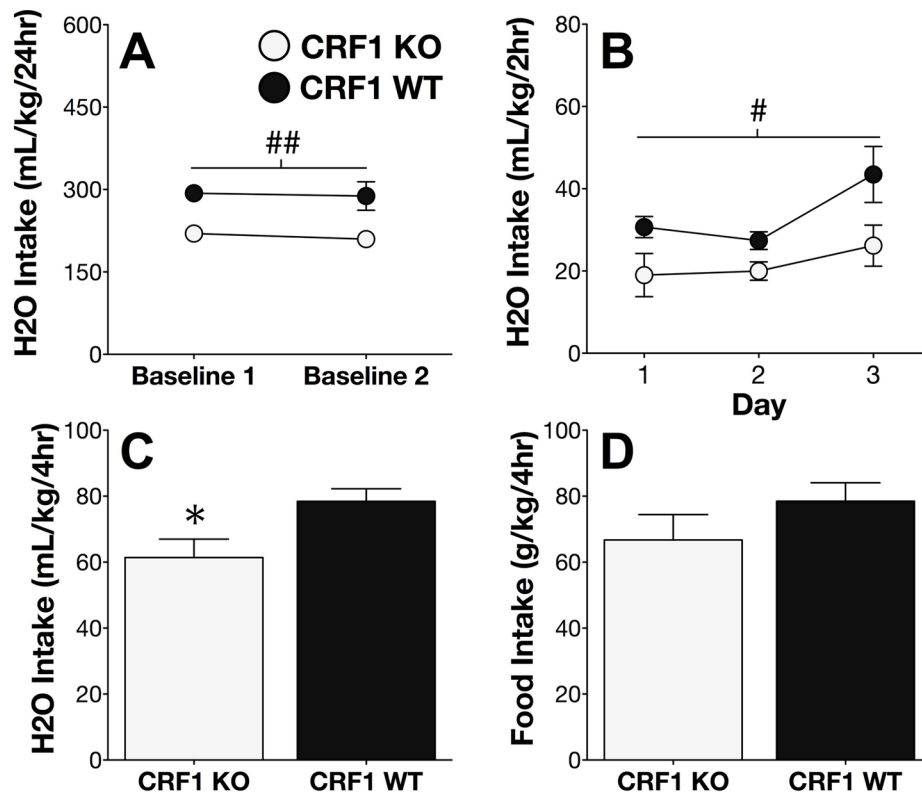 A
CRF1 KO
CRF1 WT
H2O Intake (mL/kg/24hr)
600
450
300
150
0
##
Baseline 1 Baseline 2
B
H2O Intake (mL/kg/2hr)
80
60
40
20
0
#
1 2 3
Day
C
H2O Intake (mL/kg/4hr)
100
80
60
40
20
0
*
CRF1 KO CRF1 WT
D
Food Intake (g/kg/4hr)
100
80
60
40
20
0
CRF1 KO CRF1 WT